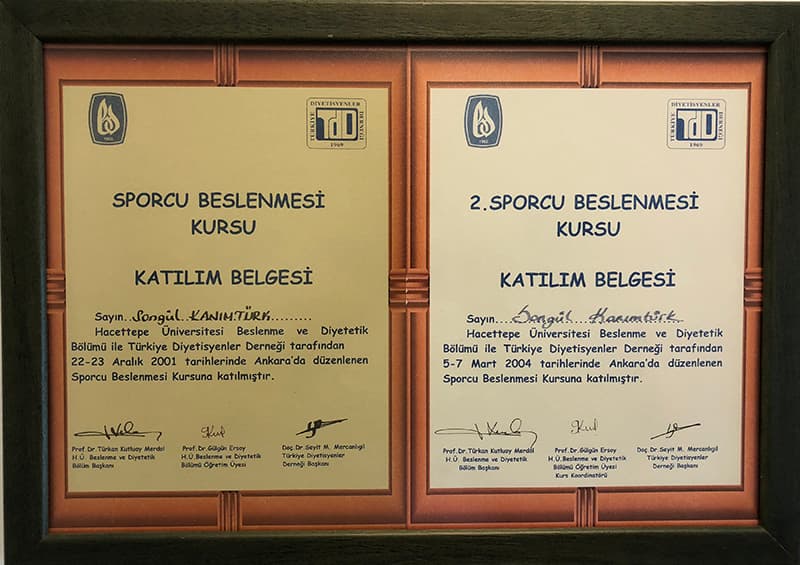 DİYETİSYENLER
TÜRKİYE
TDD
DERNEĞİ
1969
SPORCU BESLENMESİ
KURSU
KATILIM BELGESİ
Sayın...Songül KANIMTÜRK.........
Hacettepe Üniversitesi Beslenme ve Diyetetik
Bölümü ile Türkiye Diyetisyenler Derneği tarafından
22-23 Aralık 2001 tarihlerinde Ankara'da düzenlenen
Sporcu Beslenmesi Kursuna katılmıştır.
Prof.Dr.Türkan Kutluay Merdol
H.Ü. Beslenme ve Diyetetik
Bölüm Başkanı
Prof.Dr.Gülgün Ersoy
H.Ü.Beslenme ve Diyetetik
Bölümü Öğretim Üyesi
Doç.Dr.Seyit M. Mercanlıgil
Türkiye Diyetisyenler
Derneği Başkanı
1982
DİYETİSYENLER
TÜRKİYE
TDD
DERNEĞİ
1969
2.SPORCU BESLENMESİ
KURSU
KATILIM BELGESİ
Sayın....Songül Kanımtürk
Hacettepe Üniversitesi Beslenme ve Diyetetik
Bölümü ile Türkiye Diyetisyenler Derneği tarafından
5-7 Mart 2004 tarihlerinde Ankara'da düzenlenen
Sporcu Beslenmesi Kursuna katılmıştır.
Prof.Dr.Türkan Kutluay Merdol
H.Ü. Beslenme ve Diyetetik
Bölüm Başkanı
Prof.Dr.Gülgün Ersoy
H.Ü.Beslenme ve Diyetetik
Bölümü Öğretim Üyesi
Kurs Koordinatörü
Doç.Dr.Seyit M. Mercanlıgil
Türkiye Diyetisyenler
Derneği Başkanı